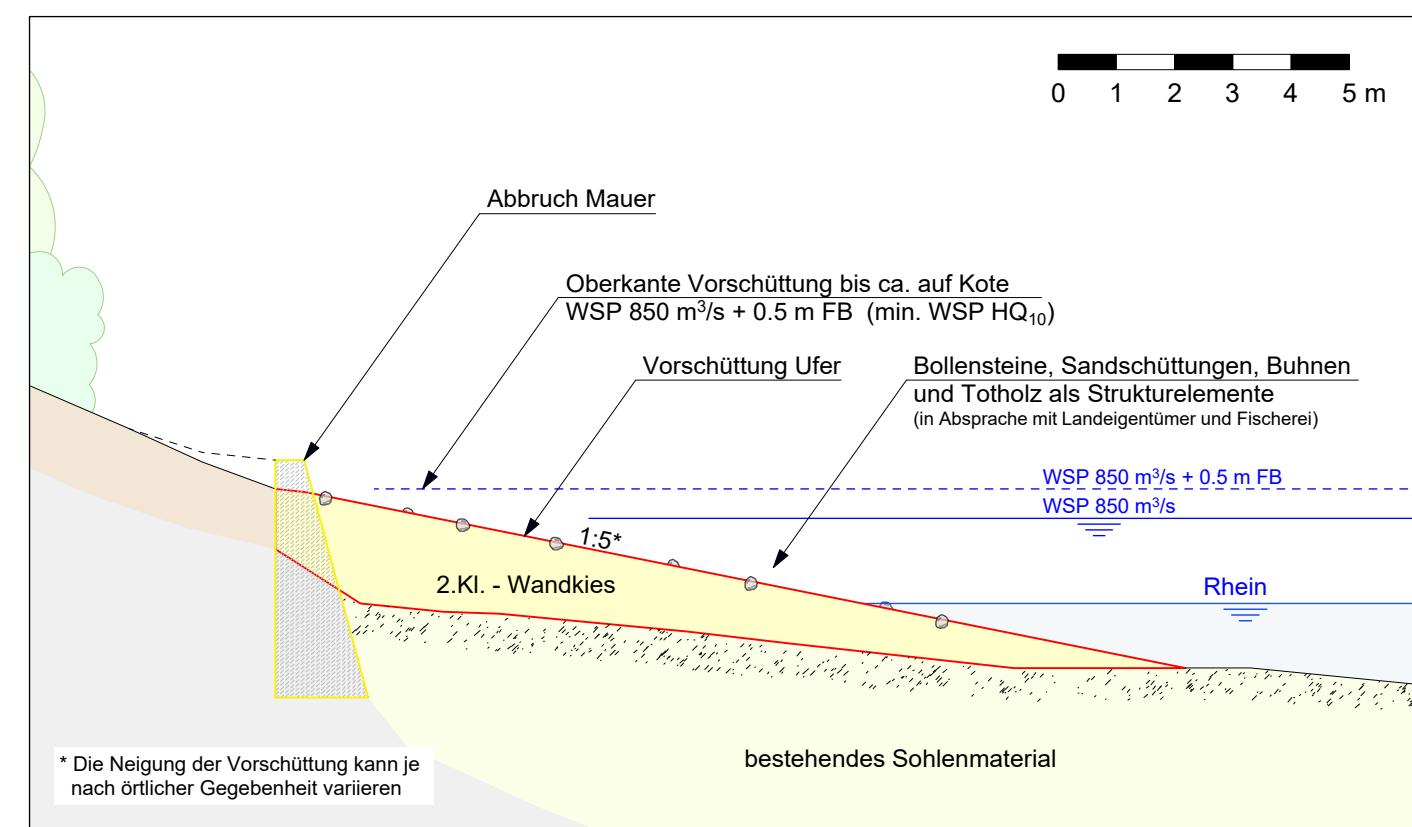 0 1 2 3 4 5 m
Abbruch Mauer
Oberkante Vorschüttung bis ca. auf Kote
WSP 850 m³/s + 0.5 m FB (min. WSP HQ₁₀)
Vorschüttung Ufer
Bollensteine, Sandschüttungen, Buhnen
und Totholz als Strukturelemente
(in Absprache mit Landeigentümer und Fischerei)
WSP 850 m³/s + 0.5 m FB
WSP 850 m³/s
1:5*
2.Kl. - Wandkies
Rhein
bestehendes Sohlenmaterial
* Die Neigung der Vorschüttung kann je
nach örtlicher Gegebenheit variieren